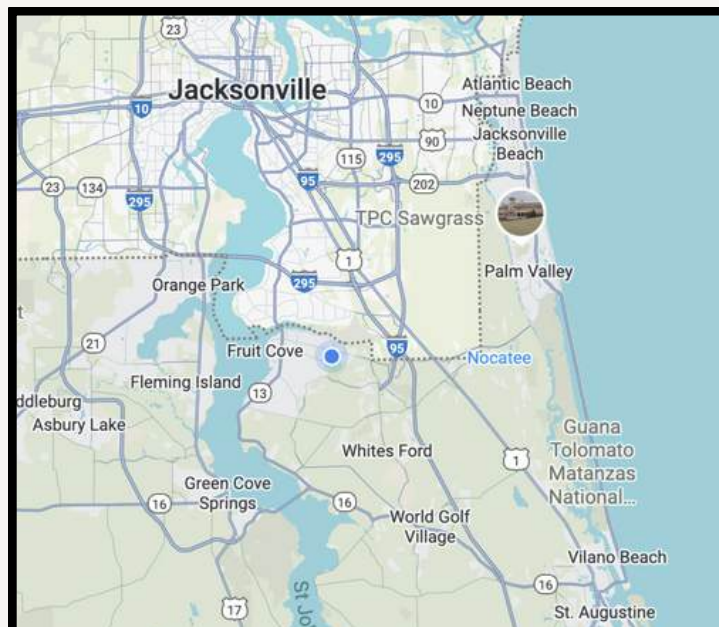 23
Jacksonville
Atlantic Beach
10
10
Neptune Beach
90
Jacksonville
Beach
115
295
95
202
23
134
295
TPC Sawgrass
1
Palm Valley
Orange Park
295
21
Fruit Cove
95
Nocatee
Fleming Island
13
ddleburg
Asbury Lake
Guana
Tolomato
Matanzas
National...
Whites Ford
1
Green Cove
Springs
16
16
World Golf
Village
Vilano Beach
16
St. Augustine
17
St Jo